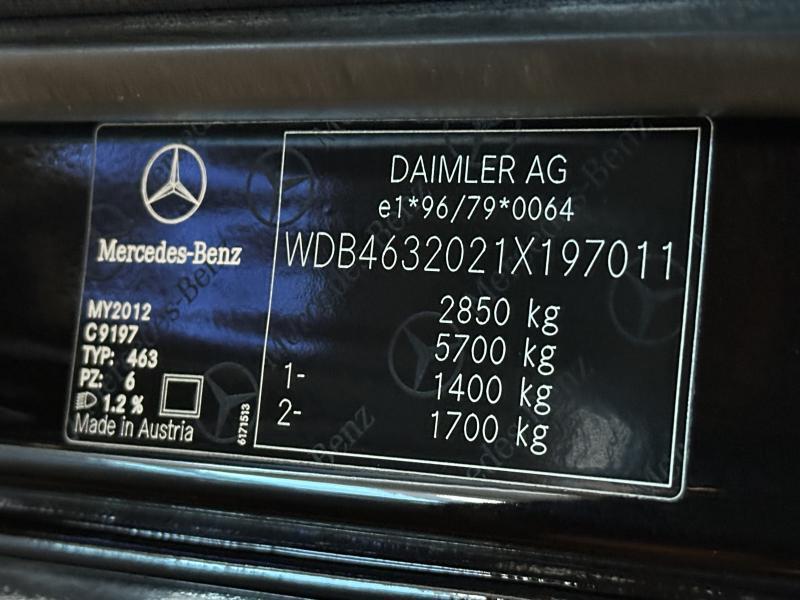 Mercedes-Benz
MY2012
C9197
TYP: 463
PZ: 6
1.2 %
Made in Austria
6171513
DAIMLER AG
e1*96/79*0064
WDB4632021X197011
2850 kg
5700 kg
1- 1400 kg
2- 1700 kg